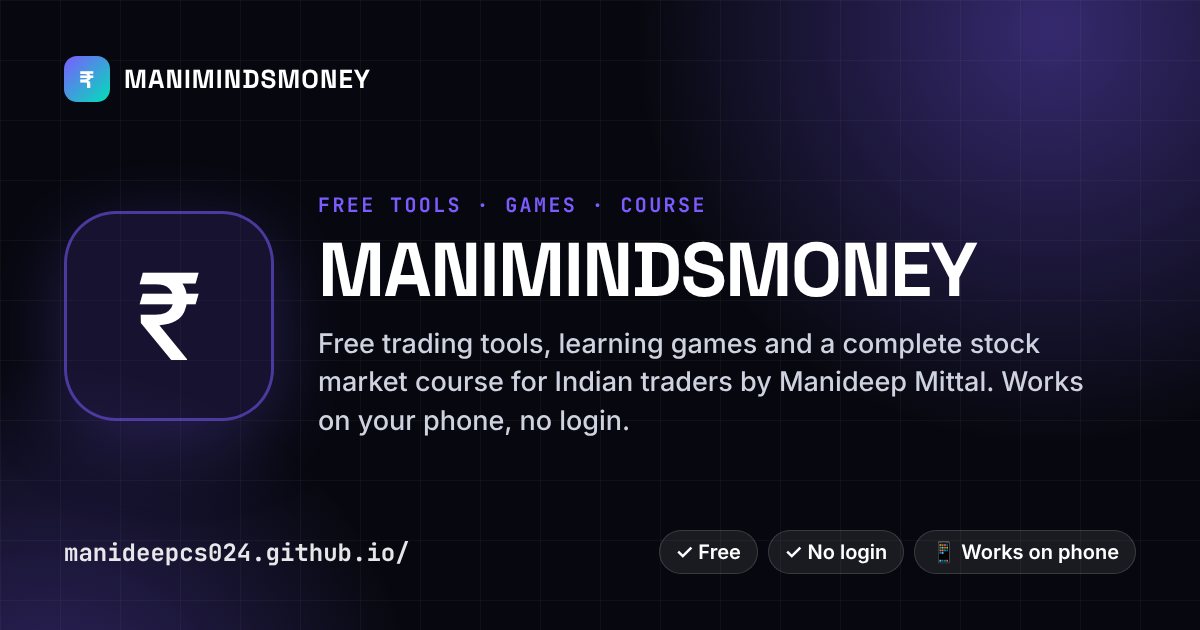 ₹ MANIMINDSMONEY
FREE TOOLS · GAMES · COURSE
₹
MANIMINDSMONEY
Free trading tools, learning games and a complete stock
market course for Indian traders by Manideep Mittal. Works
on your phone, no login.
manideepcs024.github.io/
✓ Free ✓ No login 📱 Works on phone